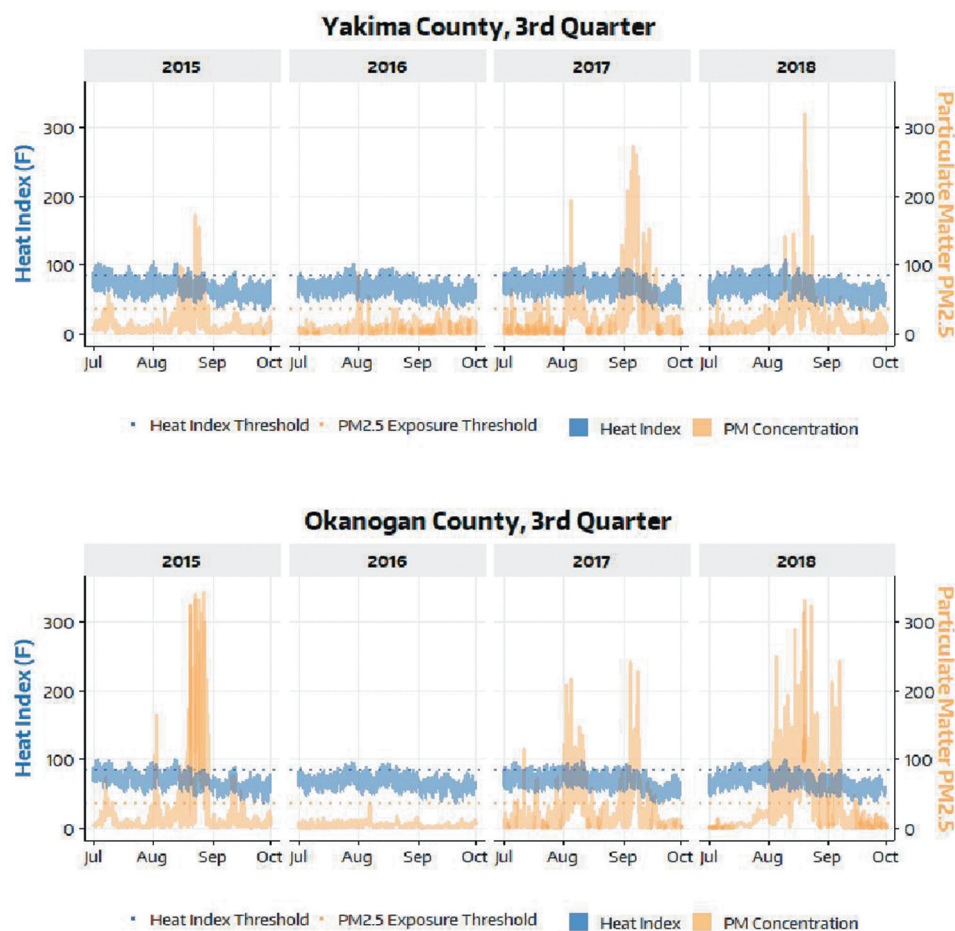 Yakima County, 3rd Quarter
2015 2016 2017 2018
Heat Index (F)
300
200
100
0
300
200
100
0
Particulate Matter PM2.5
Jul Aug Sep Oct Jul Aug Sep Oct Jul Aug Sep Oct Jul Aug Sep Oct
Heat Index Threshold PM2.5 Exposure Threshold Heat Index PM Concentration
Okanogan County, 3rd Quarter
2015 2016 2017 2018
Heat Index (F)
300
200
100
0
300
200
100
0
Particulate Matter PM2.5
Jul Aug Sep Oct Jul Aug Sep Oct Jul Aug Sep Oct Jul Aug Sep Oct
Heat Index Threshold PM2.5 Exposure Threshold Heat Index PM Concentration